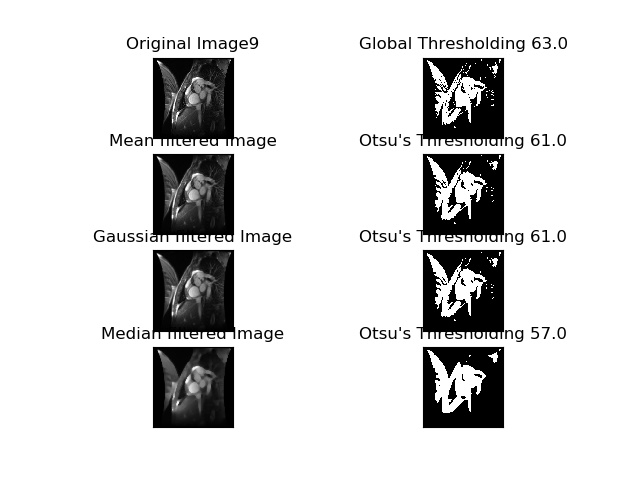 Original Image9
Global Thresholding 63.0
Mean filtered Image
Otsu's Thresholding 61.0
Gaussian filtered Image
Otsu's Thresholding 61.0
Median filtered Image
Otsu's Thresholding 57.0